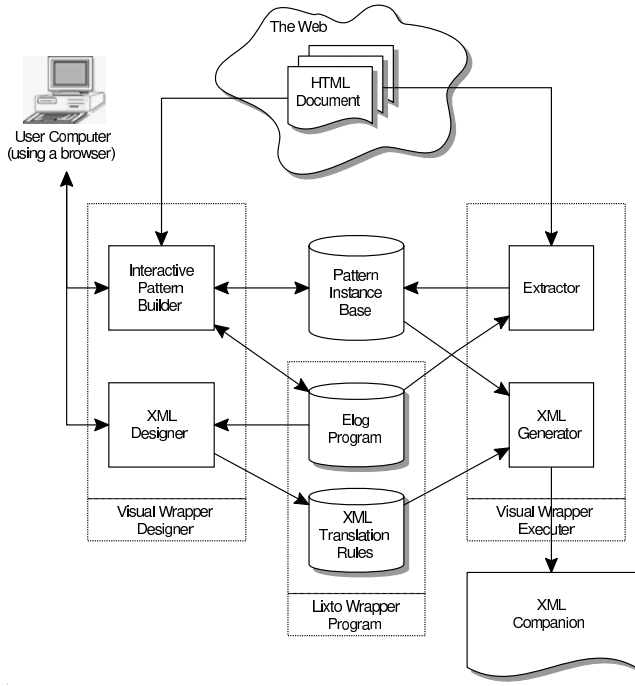 The Web
HTML
Document
User Computer
(using a browser)
Interactive
Pattern
Builder
Pattern
Instance
Base
Extractor
XML
Designer
Elog
Program
XML
Generator
Visual Wrapper
Designer
XML
Translation
Rules
Visual Wrapper
Executer
Lixto Wrapper
Program
XML
Companion